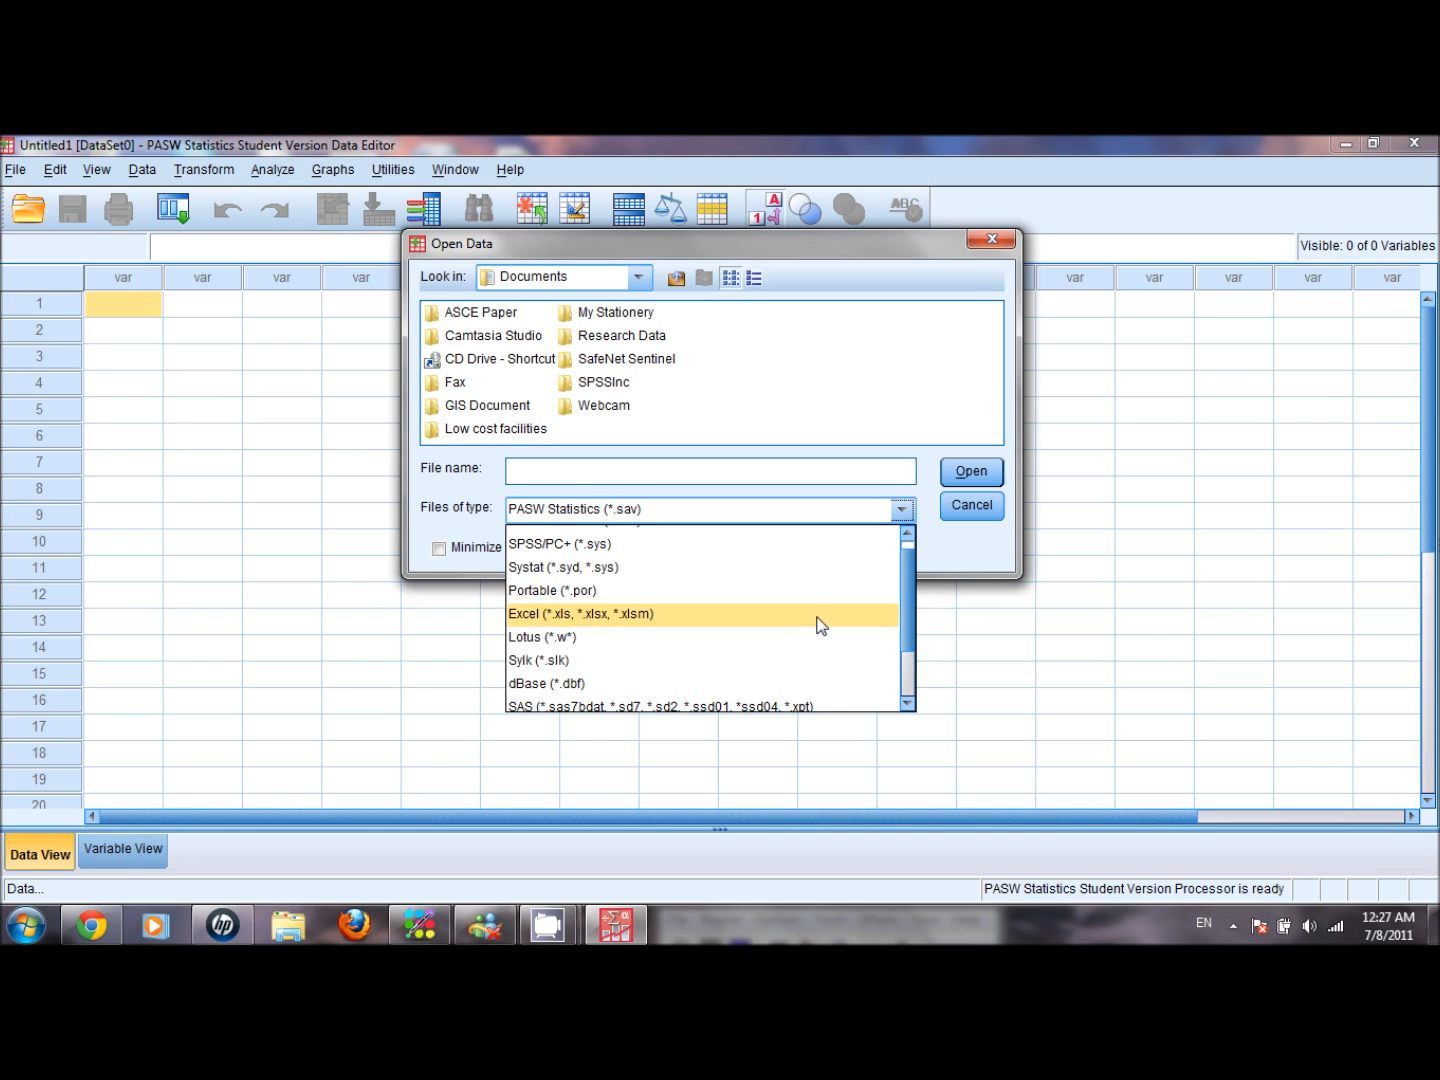 Untitled1 [DataSet0] - PASW Statistics Student Version Data Editor
File Edit View Data Transform Analyze Graphs Utilities Window Help
A
1
ABC
Visible: 0 of 0 Variables
Open Data
Look in: Documents
var var var var var var var var var
1
2
3
4
5
6
7
8
9
10
11
12
13
14
15
16
17
18
19
20
ASCE Paper My Stationery
Camtasia Studio Research Data
CD Drive - Shortcut SafeNet Sentinel
Fax SPSSInc
GIS Document Webcam
Low cost facilities
File name: Open
Files of type: PASW Statistics (*.sav) Cancel
Minimize
SPSS/PC+ (*.sys)
Systat (*.syd, *.sys)
Portable (*.por)
Excel (*.xls, *.xlsx, *.xlsm)
Lotus (*.w*)
Sylk (*.slk)
dBase (*.dbf)
SAS (*.sas7bdat, *.sd7, *.sd2, *.ssd01, *ssd04, *.xpt)
Data View Variable View
Data... PASW Statistics Student Version Processor is ready
hp
Σ α
EN
12:27 AM
7/8/2011